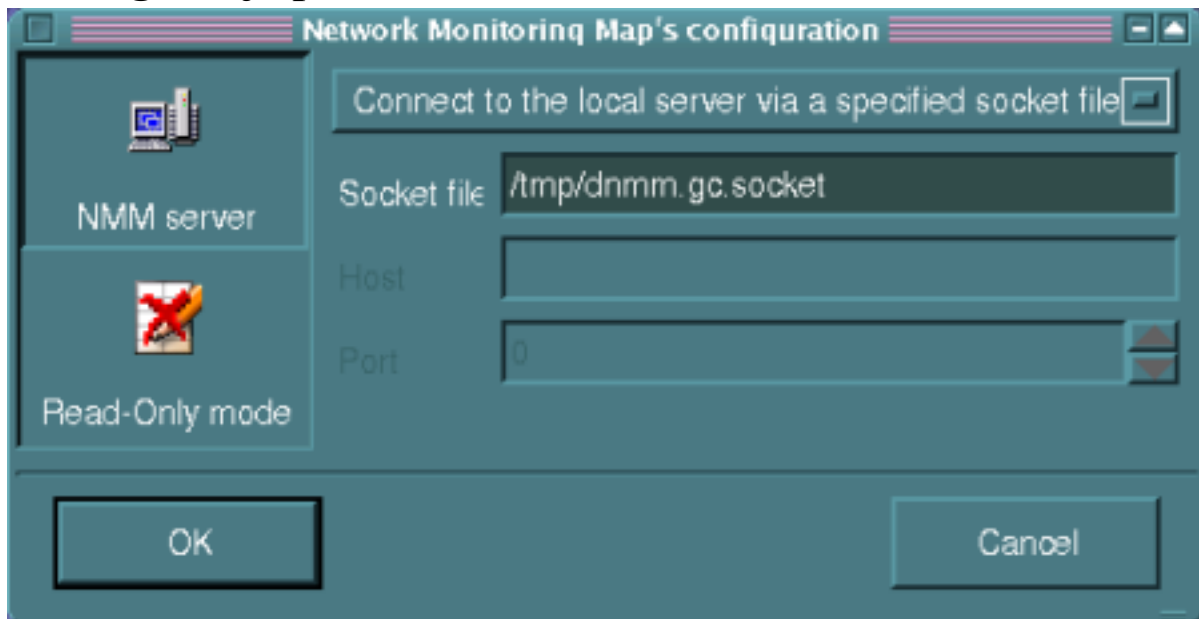 Network Monitoring Map's configuration
Connect to the local server via a specified socket file
NMM server
Socket file /tmp/dnmm.gc.socket
Host
Port 0
Read-Only mode
OK
Cancel